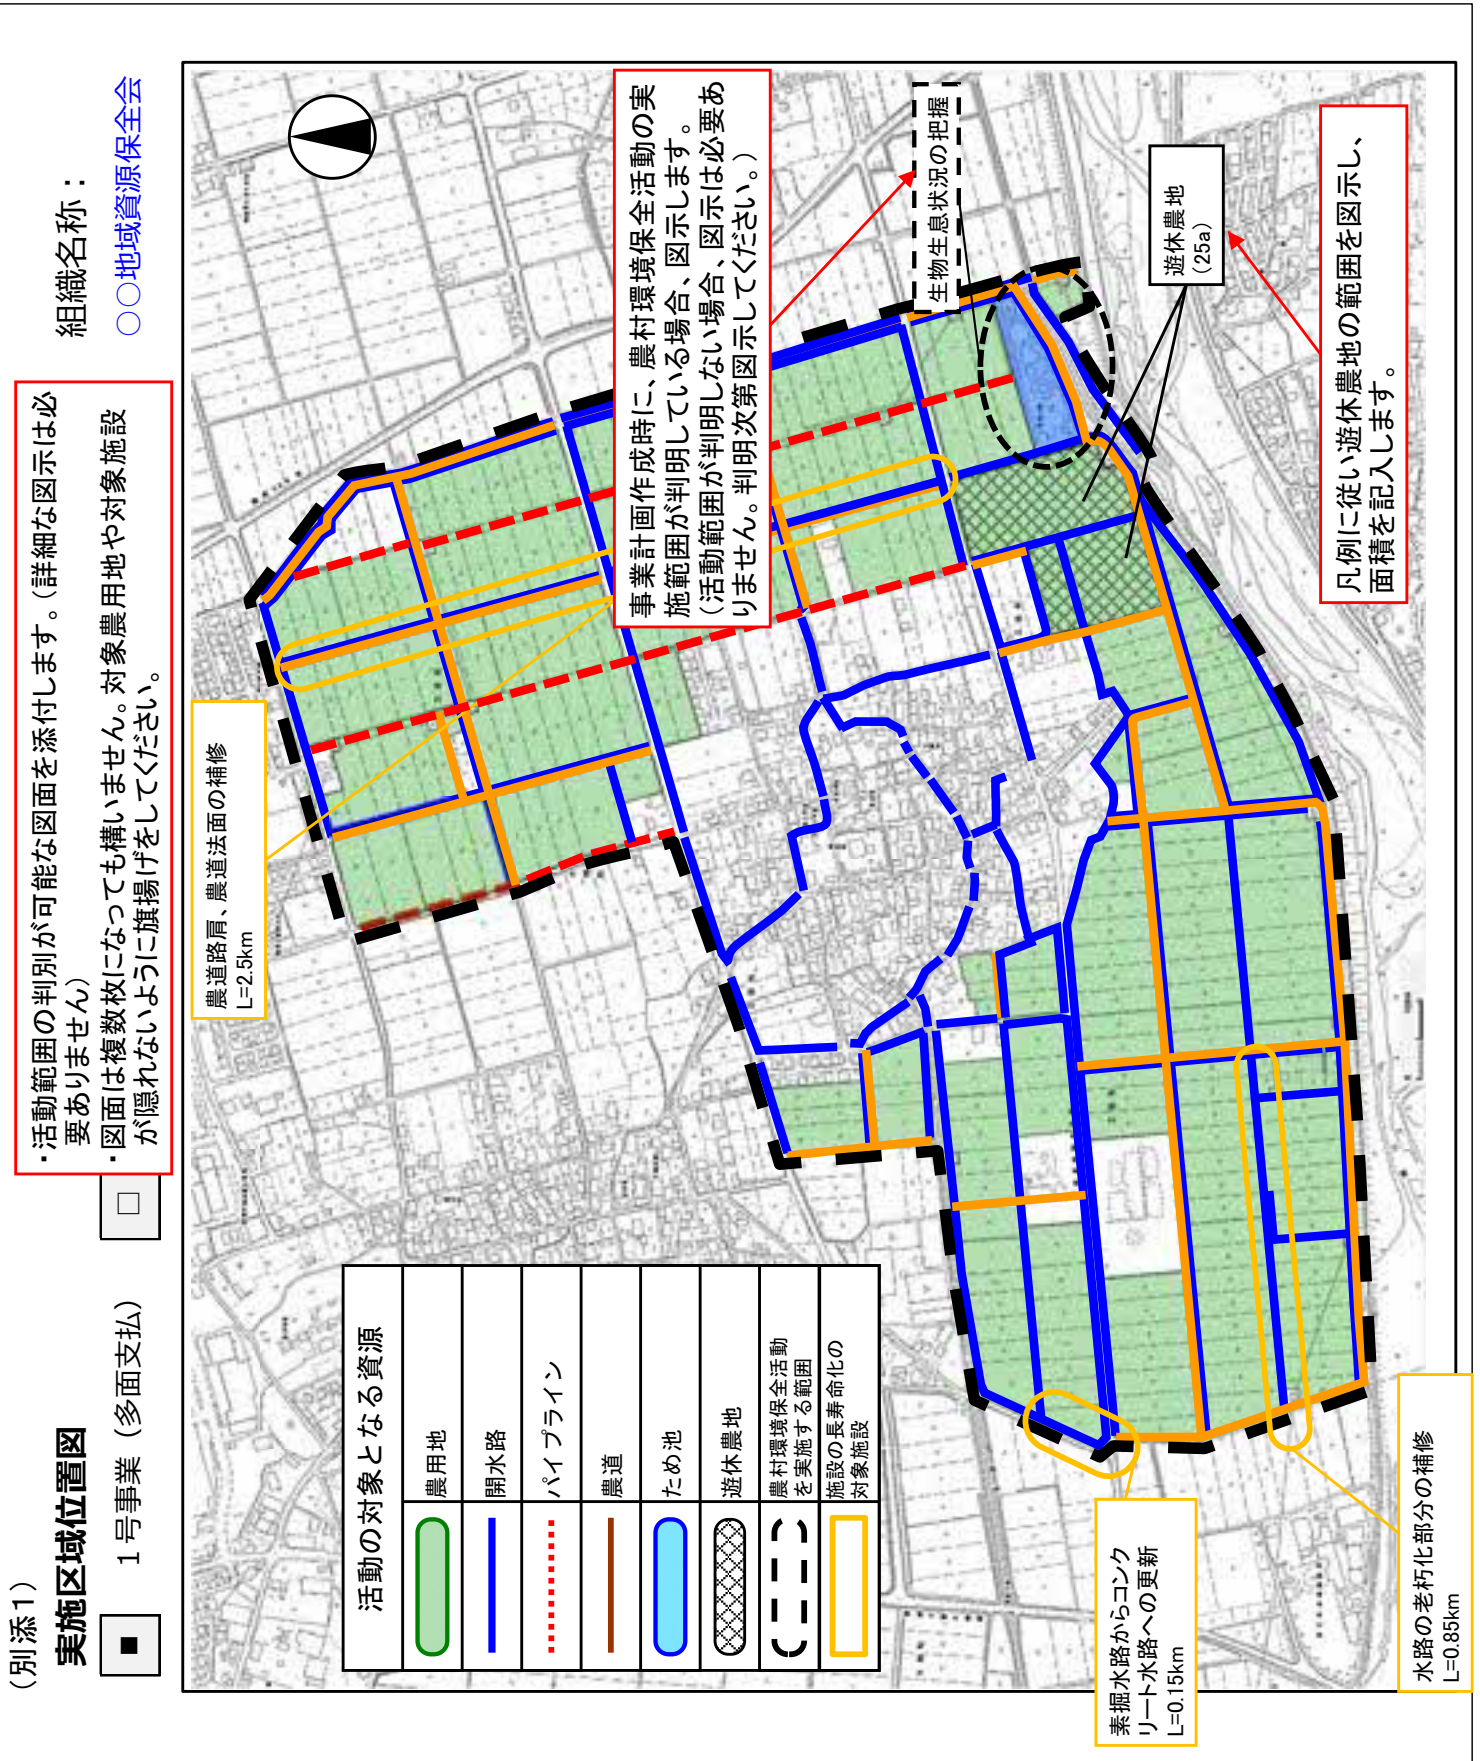 （別添１）
実施区域位置図
■
１号事業（多面支払）
□
・活動範囲の判別が可能な図面を添付します。（詳細な図示は必
要ありません）
・図面は複数枚になっても構いません。対象農用地や対象施設
が隠れないように旗揚げをしてください。
組織名称：
○○地域資源保全会
農道路肩、農道法面の補修
L=2.5km
事業計画作成時に、農村環境保全活動の実
施範囲が判明している場合、図示します。
（活動範囲が判明しない場合、図示は必要あ
りません。判明次第図示してください。）
生物生息状況の把握
遊休農地
（25a）
凡例に従い遊休農地の範囲を図示し、
面積を記入します。
活動の対象となる資源
農用地
開水路
パイプライン
農道
ため池
遊休農地
農村環境保全活動
を実施する範囲
施設の長寿命化の
対象施設
素掘水路からコンク
リート水路への更新
L=0.15km
水路の老朽化部分の補修
L=0.85km